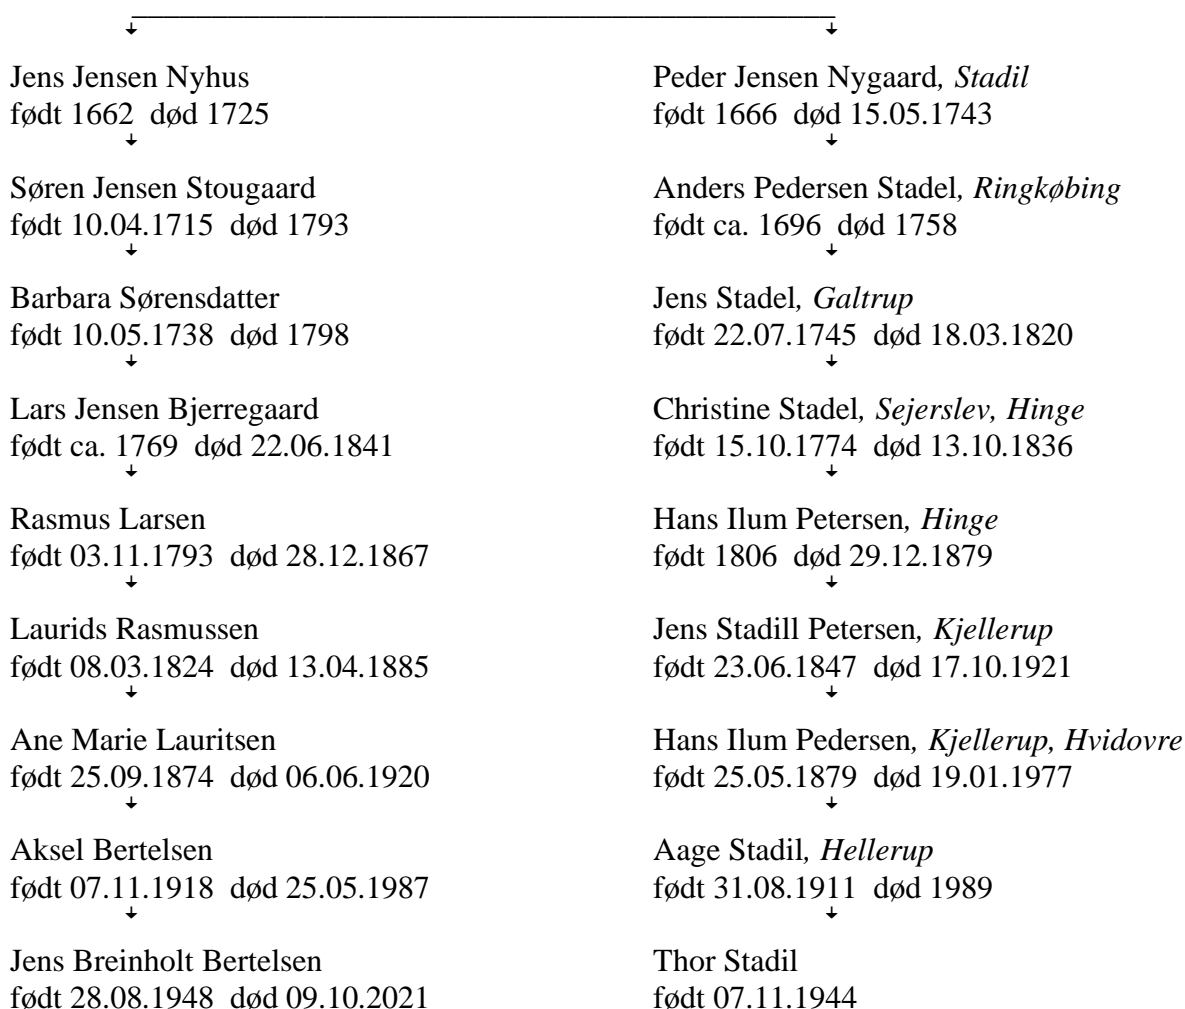 Jens Jensen Nyhus
født 1662 død 1725
Søren Jensen Stougaard
født 10.04.1715 død 1793
Barbara Sørensdatter
født 10.05.1738 død 1798
Lars Jensen Bjerregaard
født ca. 1769 død 22.06.1841
Rasmus Larsen
født 03.11.1793 død 28.12.1867
Laurids Rasmussen
født 08.03.1824 død 13.04.1885
Ane Marie Lauritsen
født 25.09.1874 død 06.06.1920
Aksel Bertelsen
født 07.11.1918 død 25.05.1987
Jens Breinholt Bertelsen
født 28.08.1948 død 09.10.2021
Peder Jensen Nygaard, Stadil
født 1666 død 15.05.1743
Anders Pedersen Stadel, Ringkøbing
født ca. 1696 død 1758
Jens Stadel, Galtrup
født 22.07.1745 død 18.03.1820
Christine Stadel, Sejerslev, Hinge
født 15.10.1774 død 13.10.1836
Hans Ilum Petersen, Hinge
født 1806 død 29.12.1879
Jens Stadill Petersen, Kjellerup
født 23.06.1847 død 17.10.1921
Hans Ilum Pedersen, Kjellerup, Hvidovre
født 25.05.1879 død 19.01.1977
Aage Stadil, Hellerup
født 31.08.1911 død 1989
Thor Stadil
født 07.11.1944